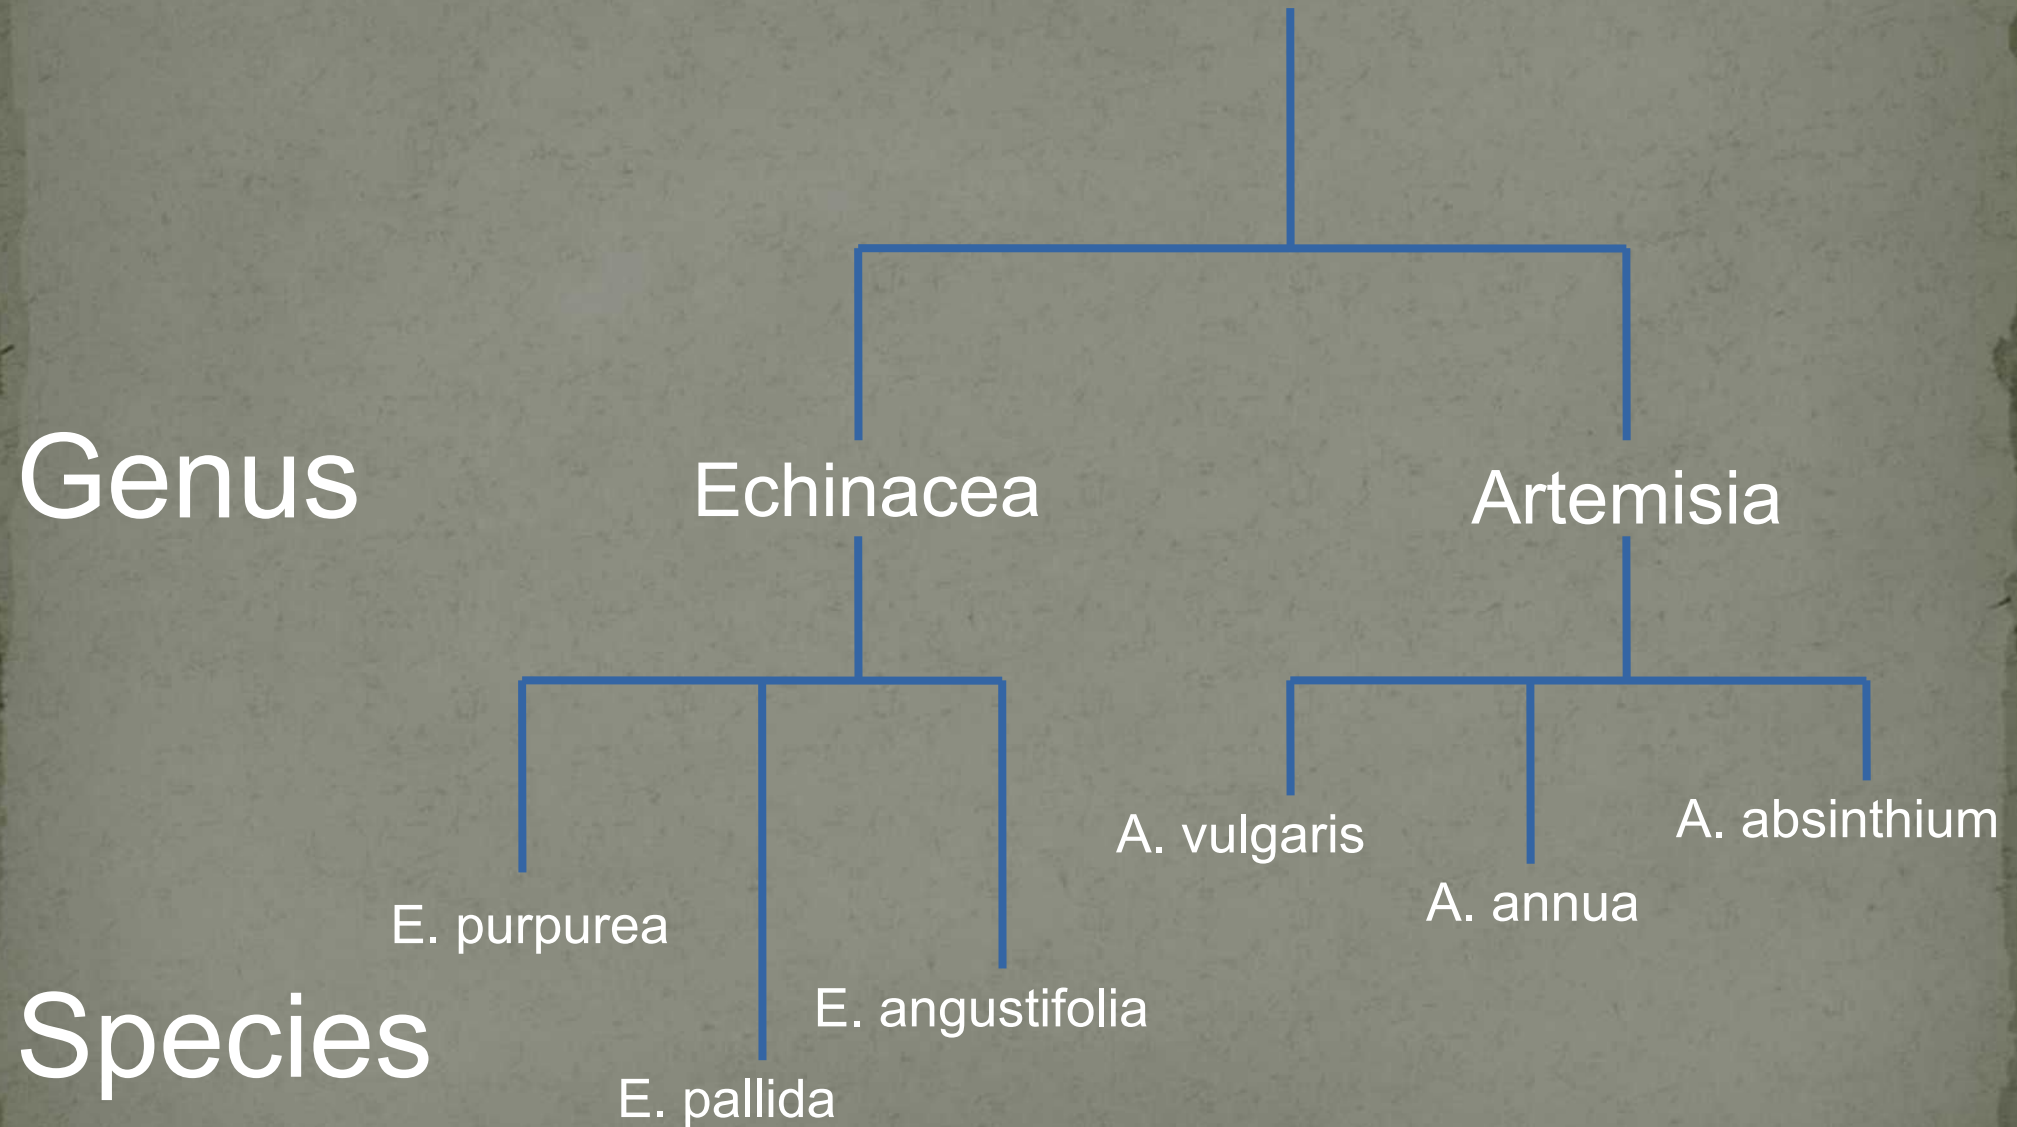 Genus
Echinacea
Artemisia
A. vulgaris
A. absinthium
A. annua
E. purpurea
E. angustifolia
Species
E. pallida